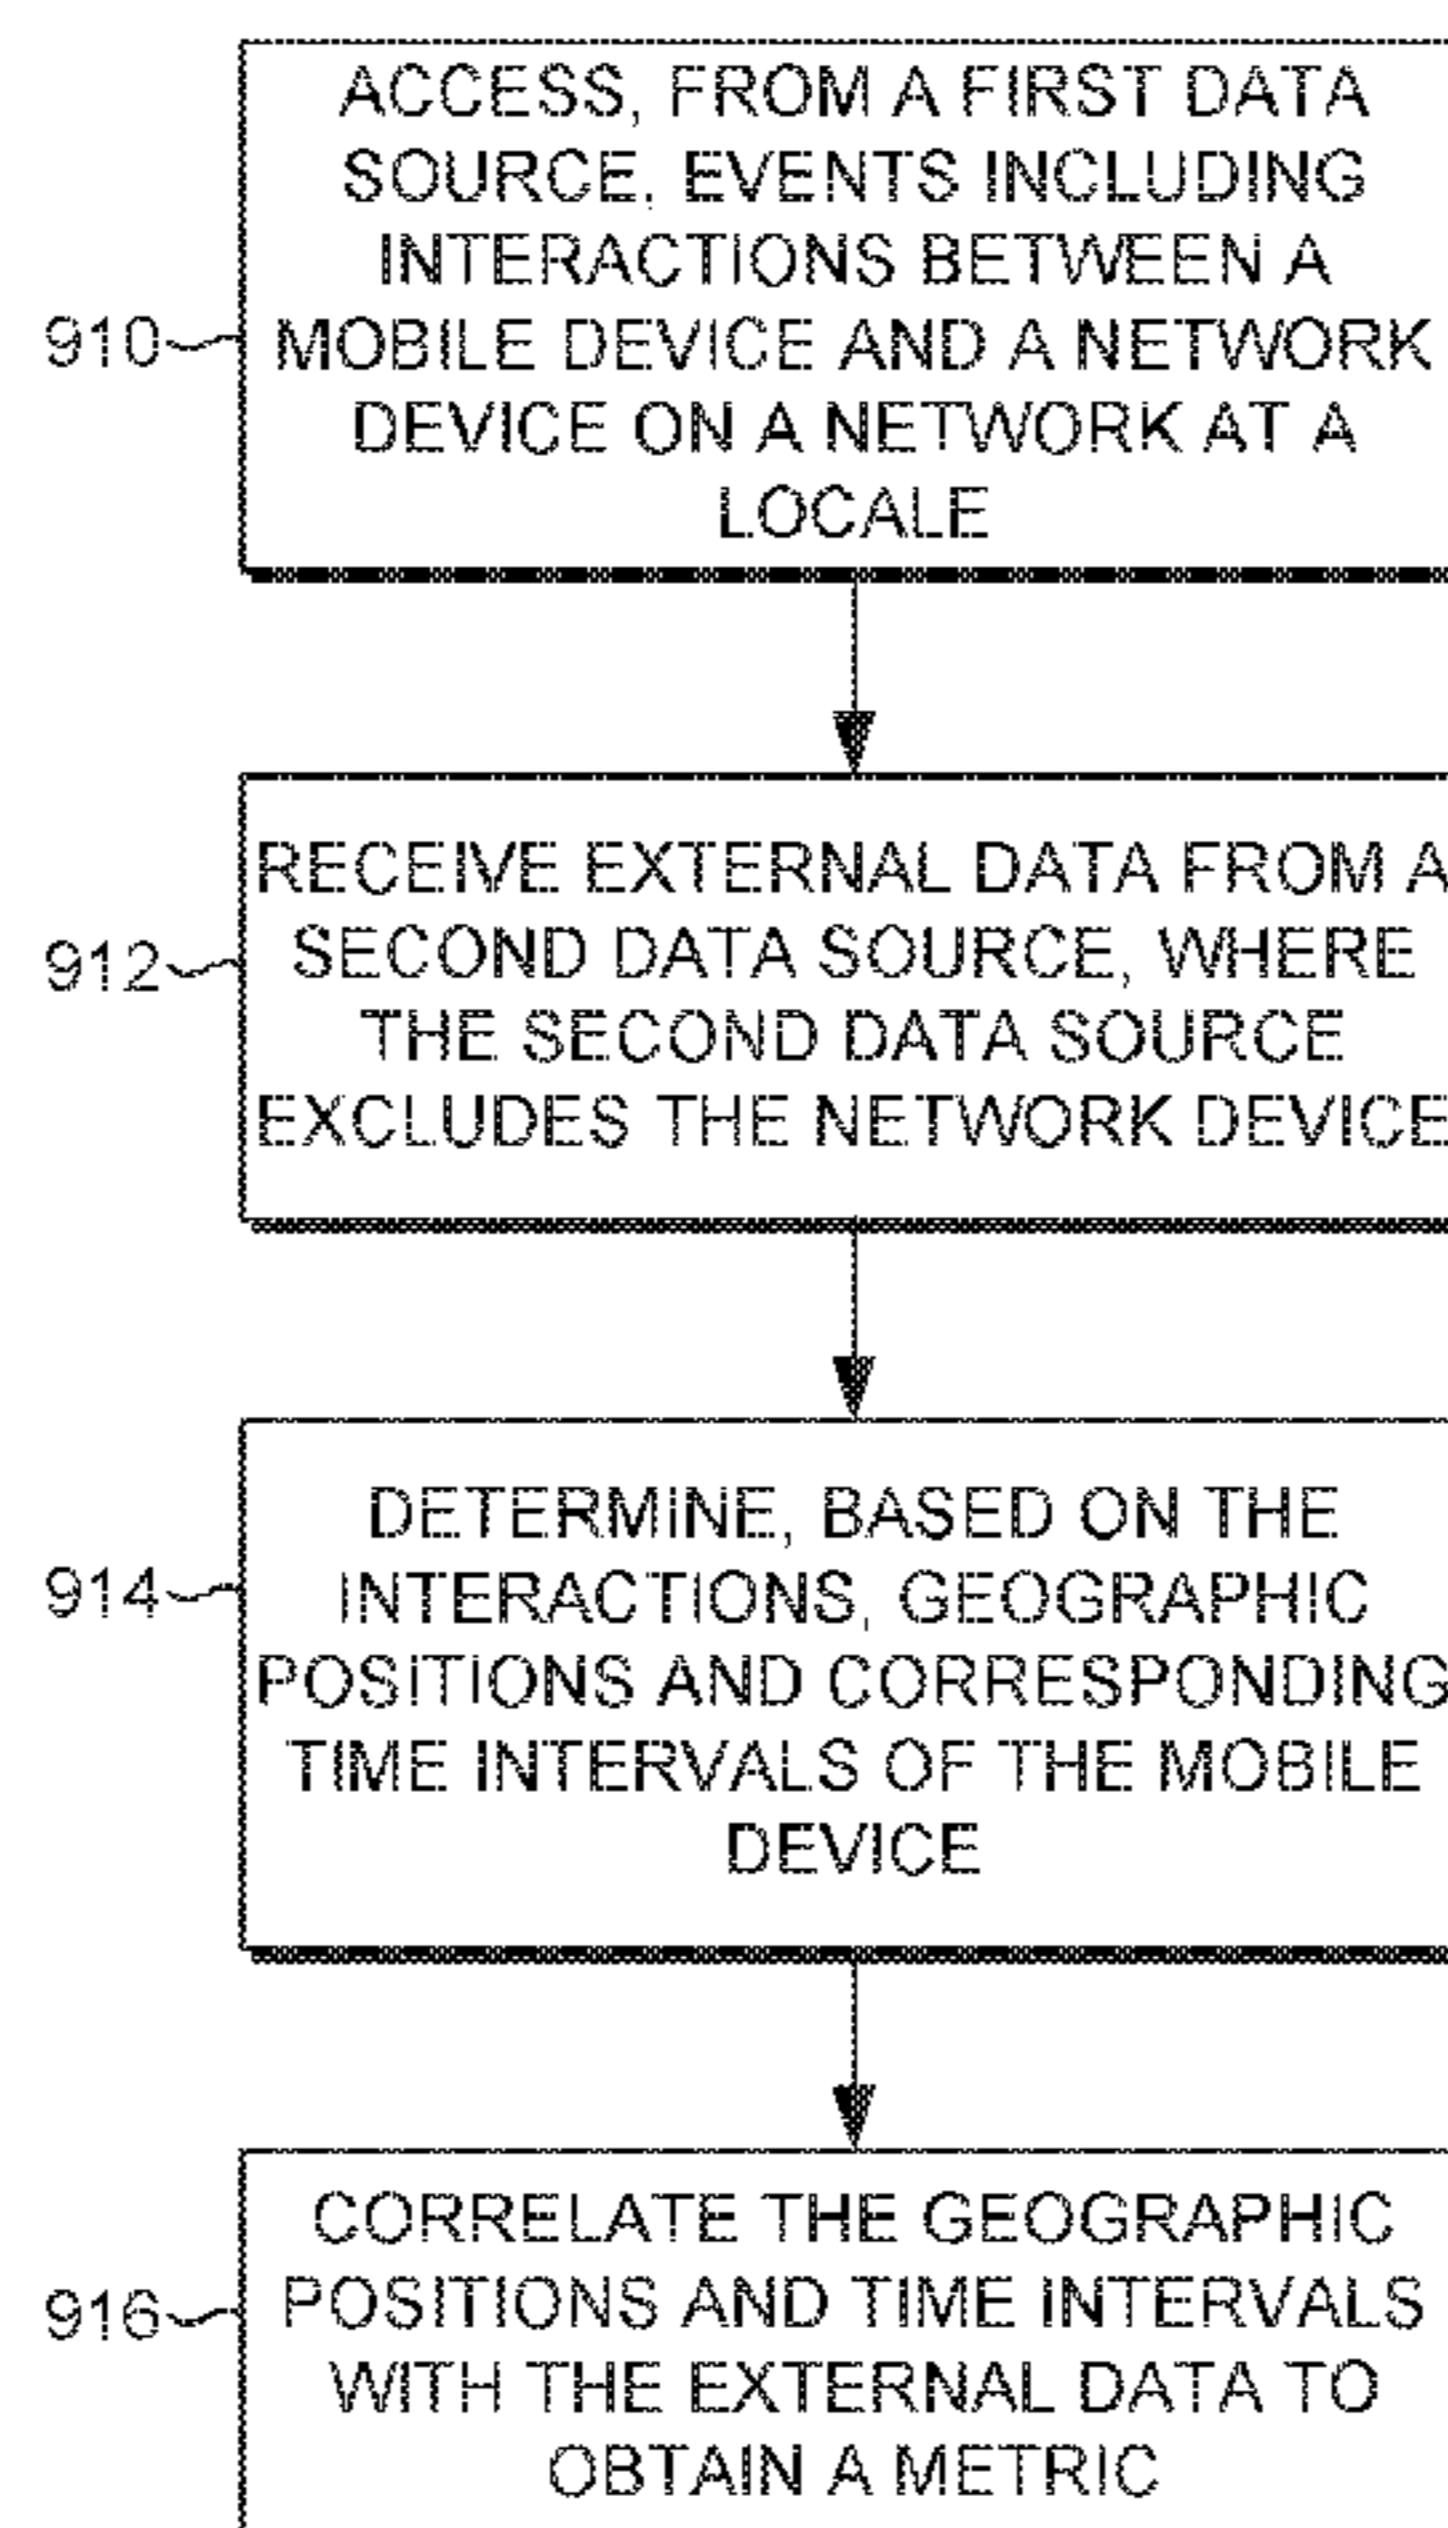 ACCESS, FROM A FIRST DATA
SOURCE, EVENTS INCLUDING
INTERACTIONS BETWEEN A
910 MOBILE DEVICE AND A NETWORK
DEVICE ON A NETWORK AT A
LOCALE
RECEIVE EXTERNAL DATA FROM A
912 SECOND DATA SOURCE, WHERE
THE SECOND DATA SOURCE
EXCLUDES THE NETWORK DEVICE
DETERMINE, BASED ON THE
914 INTERACTIONS, GEOGRAPHIC
POSITIONS AND CORRESPONDING
TIME INTERVALS OF THE MOBILE
DEVICE
CORRELATE THE GEOGRAPHIC
916 POSITIONS AND TIME INTERVALS
WITH THE EXTERNAL DATA TO
OBTAIN A METRIC